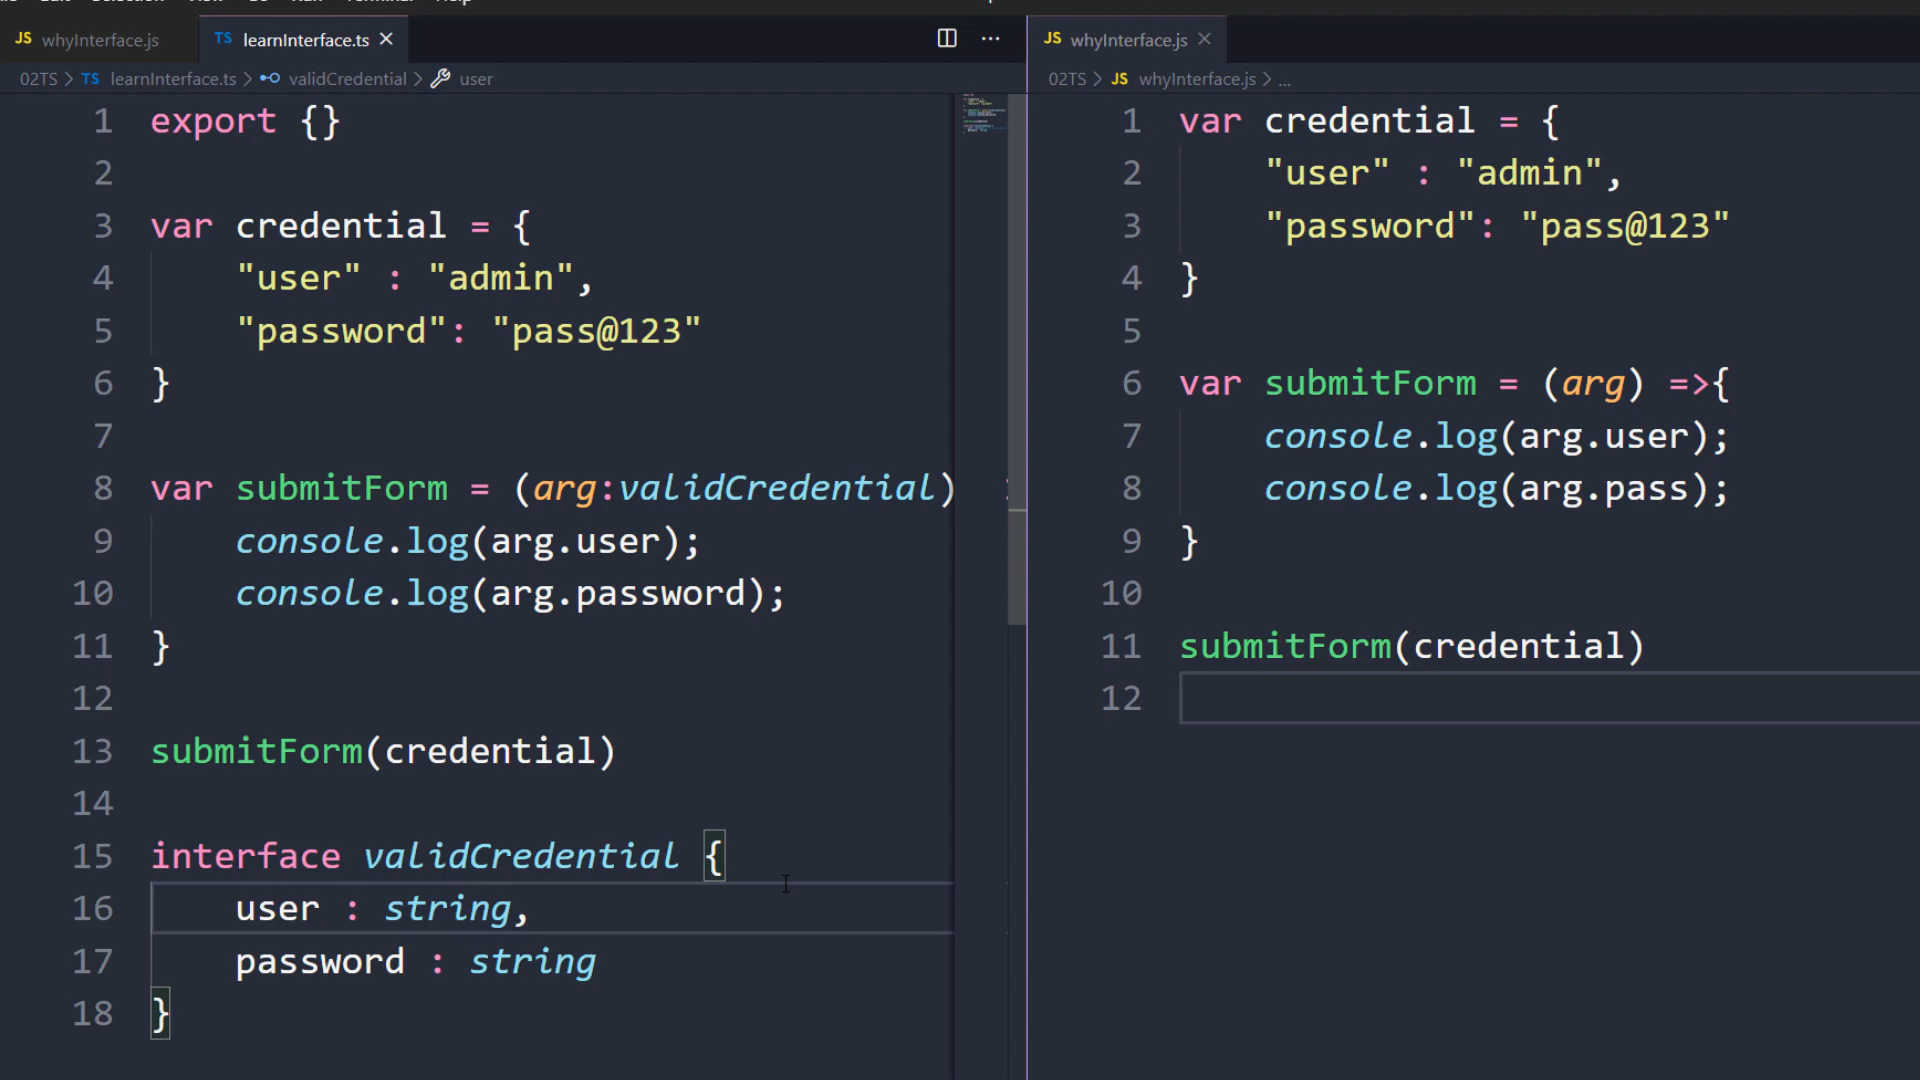 JS whyInterface.js
TS learnInterface.ts
02TS > TS learnInterface.ts > validCredential > user
1 export {}
2
3 var credential = {
4 "user" : "admin",
5 "password": "pass@123"
6 }
7
8 var submitForm = (arg:validCredential)
9 console.log(arg.user);
10 console.log(arg.password);
11 }
12
13 submitForm(credential)
14
15 interface validCredential {
16 user : string,
17 password : string
18 }
JS whyInterface.js
02TS > JS whyInterface.js > ...
1 var credential = {
2 "user" : "admin",
3 "password": "pass@123"
4 }
5
6 var submitForm = (arg) =>{
7 console.log(arg.user);
8 console.log(arg.pass);
9 }
10
11 submitForm(credential)
12